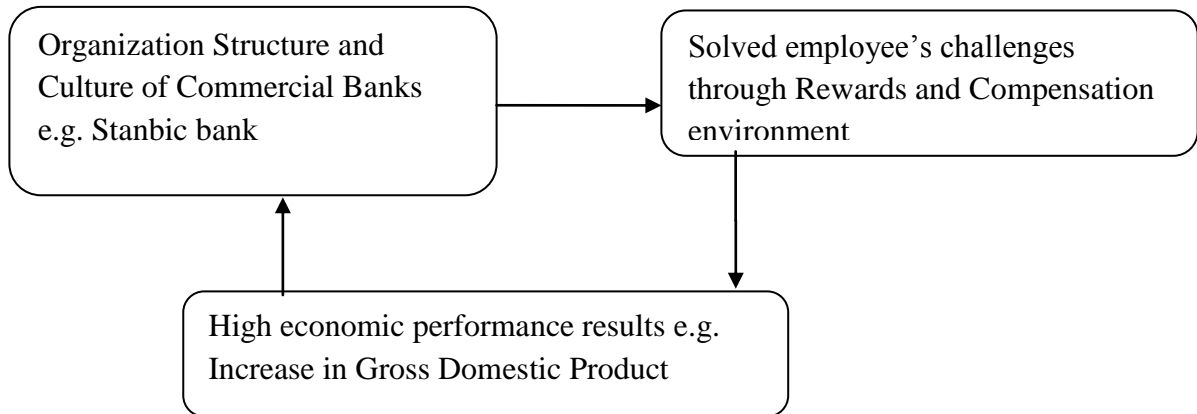 Organization Structure and
Culture of Commercial Banks
e.g. Stanbic bank
Solved employee’s challenges
through Rewards and Compensation
environment
High economic performance results e.g.
Increase in Gross Domestic Product